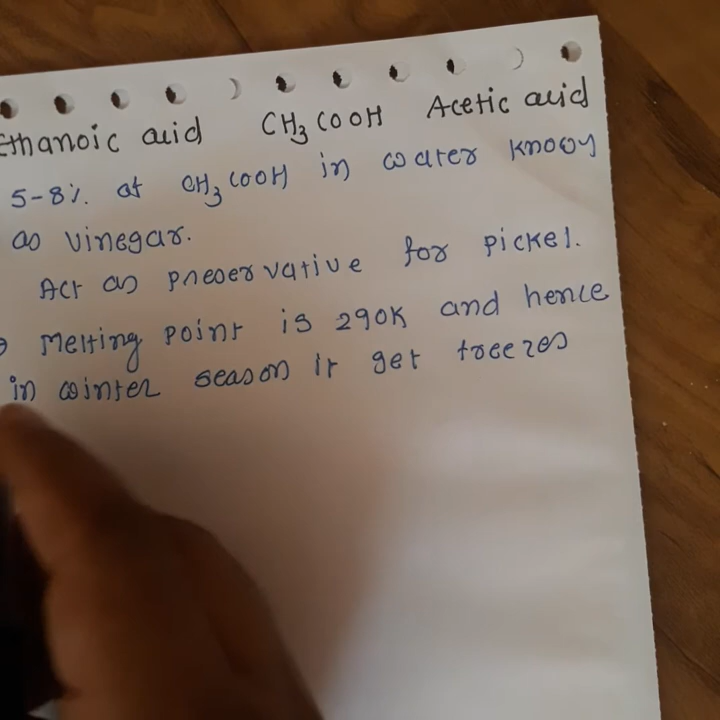 Ethanoic acid CH3COOH Acetic acid
5-8%. of CH3COOH in water know
as vinegar.
Act as preservative for pickel.
Melting point is 290K and hence
in winter season it get freezes